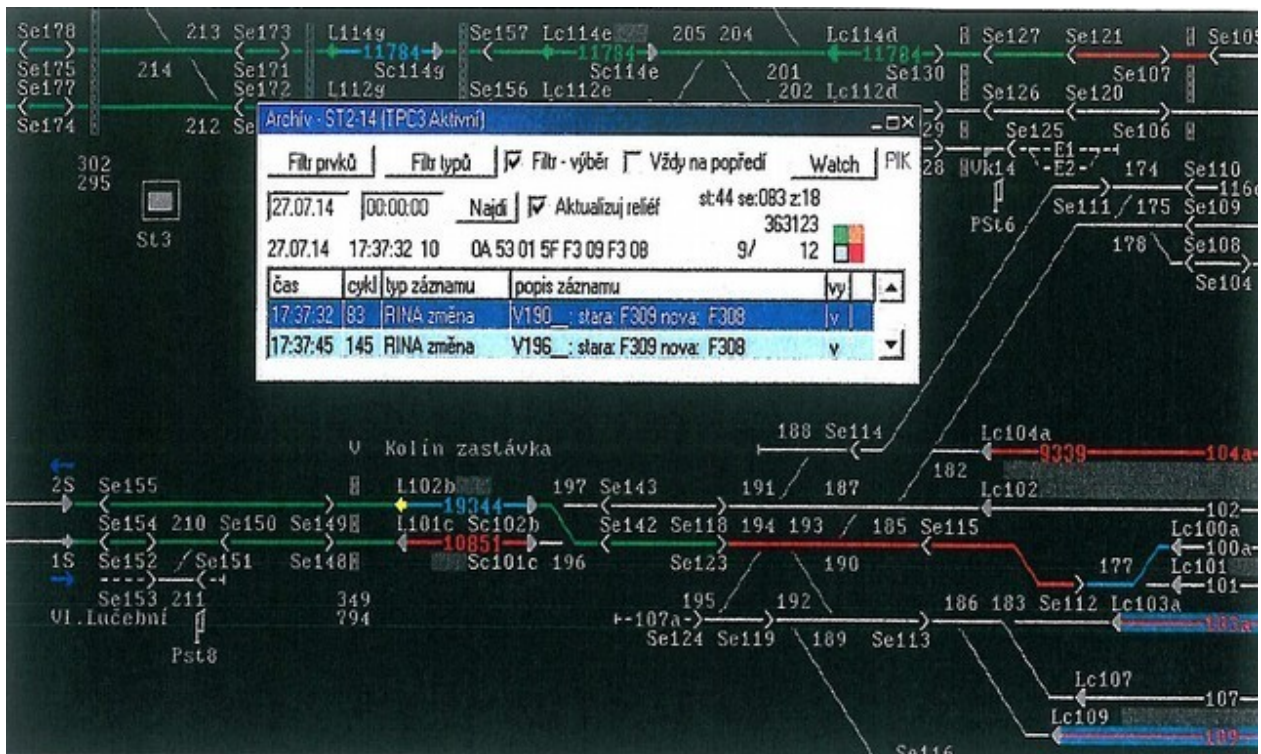 Se178 213 Se173 L114g Se157 Lc114e 205 204 Lc114d Se127 Se121 Se105
11784 11784 11784
Se175 214 Se171 Sc114g Sc114e 201 Se130 Se107
Se177 Se172 L112g Se156 Lc112e 202 Lc112d Se126 Se120
Se174 212 Se
Archív - ST2-14 (TPC3 Aktivní)
29 Se125 Se106
Filtr prvků Filtr typů Filtr - výběr Vždy na popředí Watch PIK
28 Vk14 E1 E2 174 Se110
302
295
116c
27.07.14 00:00:00 Najdi Aktualizuj reliéf st:44 se:083 z:18
363123
PSt6 Se111 175 Se109
St3
27.07.14 17:37:32 10 0A 53 01 5F F3 09 F3 08 9/ 12
178 Se108
Se104
čas cykl typ záznamu popis záznamu vy
17:37:32 83 RINA změna V190__: stara: F309 nova: F308 v
17:37:45 145 RINA změna V196__: stara: F309 nova: F308 v
188 Se114 Lc104a
V Kolín zastávka
9339 104a
182
2S Se155 L102b 197 Se143 191 187 Lc102
19344 102
Se154 210 Se150 Se149 L101c Sc102b Se142 Se118 194 193 185 Se115 Lc100a
10851 100a
1S Se152 Se151 Se148 Sc101c 196 Se123 190 177 Lc101
101
Se153 211 349 195 192 186 183 Se112 Lc103a
Vl.Lučební 794 107a 103a
Se124 Se119 189 Se113
Pst8
Lc107
107
Lc109
109
Se116